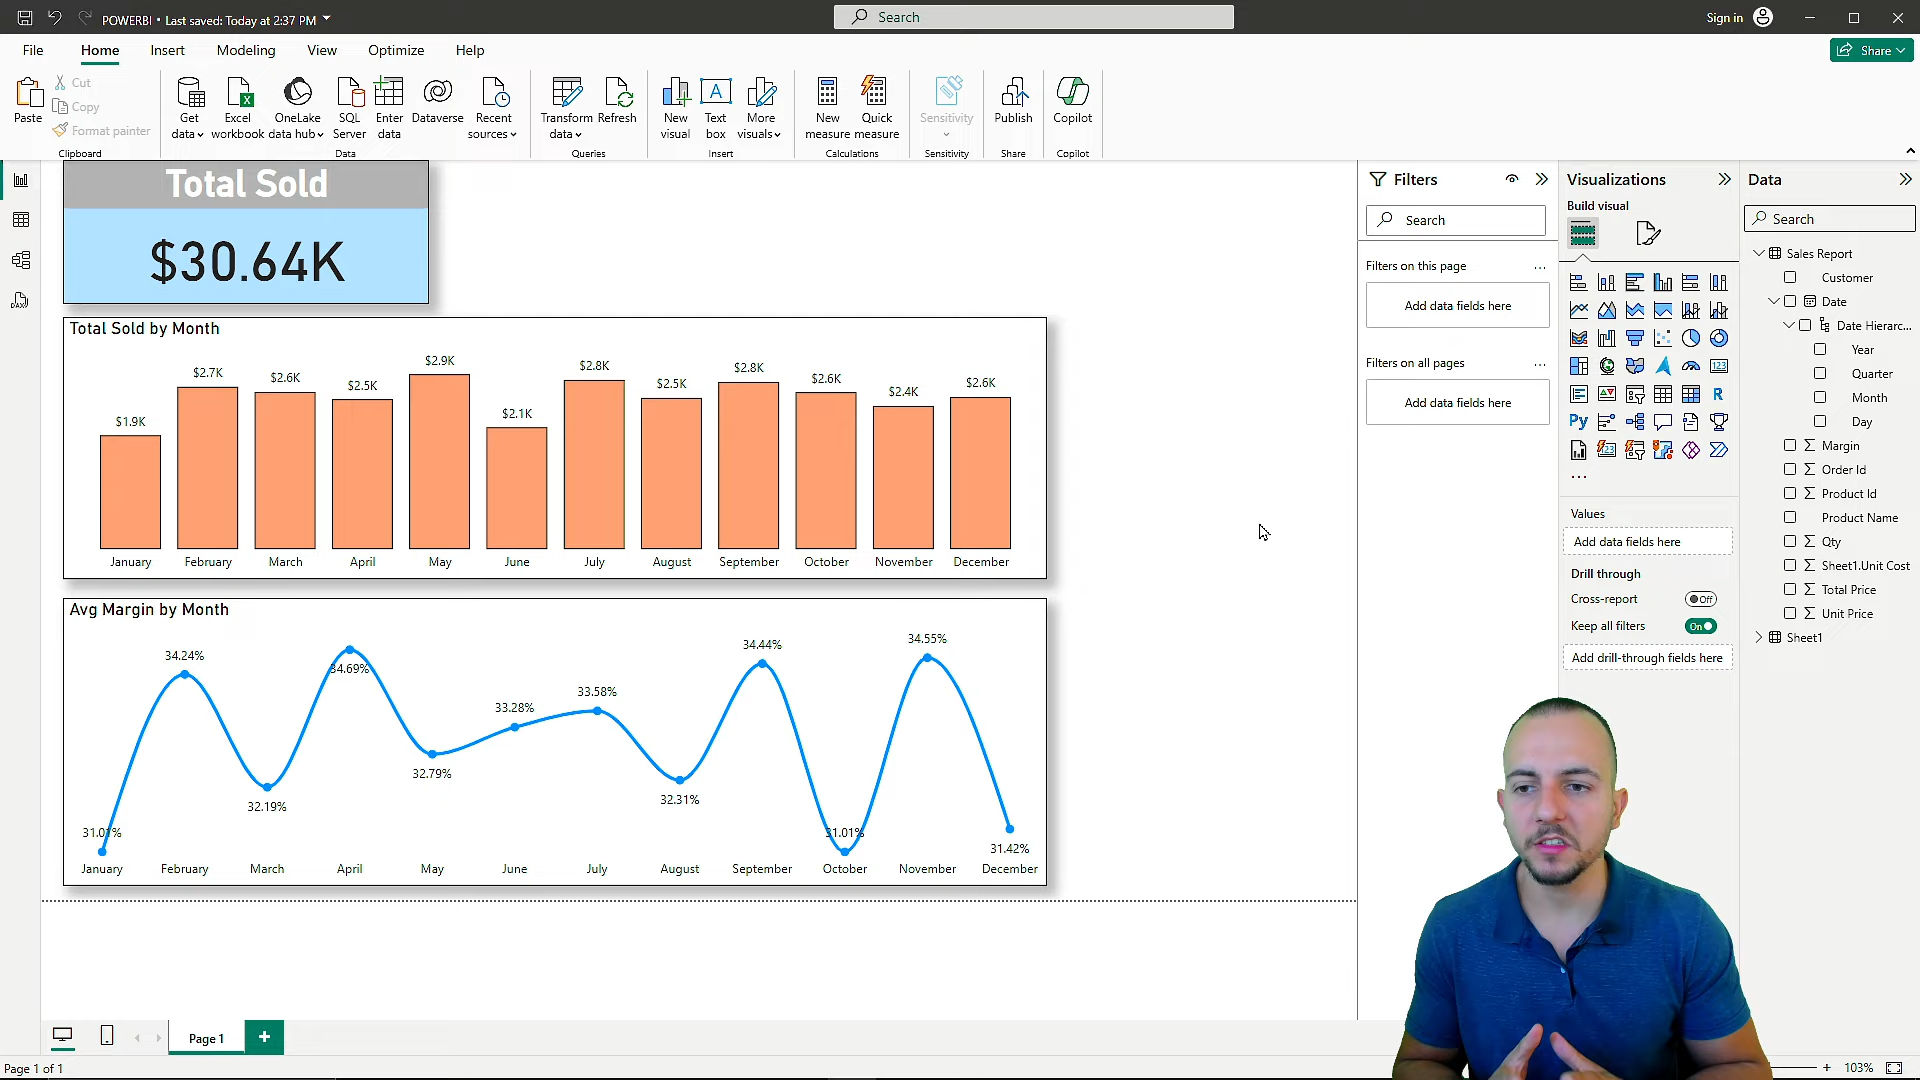 POWERBI • Last saved: Today at 2:37 PM
Search
Sign in
File
Home
Insert
Modeling
View
Optimize
Help
Share
Paste
Cut
Copy
Format painter
Clipboard
Get data
Excel workbook
OneLake data hub
SQL Server
Enter data
Dataverse
Recent sources
Data
Transform data
Refresh
Queries
New visual
Text box
More visuals
Insert
New measure
Quick measure
Calculations
Sensitivity
Sensitivity
Publish
Share
Copilot
Copilot
Total Sold
$30.64K
Total Sold by Month
$1.9K
$2.7K
$2.6K
$2.5K
$2.9K
$2.1K
$2.8K
$2.5K
$2.8K
$2.6K
$2.4K
$2.6K
January
February
March
April
May
June
July
August
September
October
November
December
Avg Margin by Month
31.01%
34.24%
32.19%
34.69%
32.79%
33.28%
33.58%
32.31%
34.44%
31.01%
34.55%
31.42%
January
February
March
April
May
June
July
August
September
October
November
December
Filters
Search
Filters on this page
...
Add data fields here
Filters on all pages
...
Add data fields here
Visualizations
Build visual
123
R
Py
...
Values
Add data fields here
Drill through
Cross-report
Off
Keep all filters
On
Add drill-through fields here
Data
Search
Sales Report
Customer
Date
Date Hierarc...
Year
Quarter
Month
Day
Margin
Order Id
Product Id
Product Name
Qty
Sheet1.Unit Cost
Total Price
Unit Price
Sheet1
Page 1
+
Page 1 of 1
+
103%